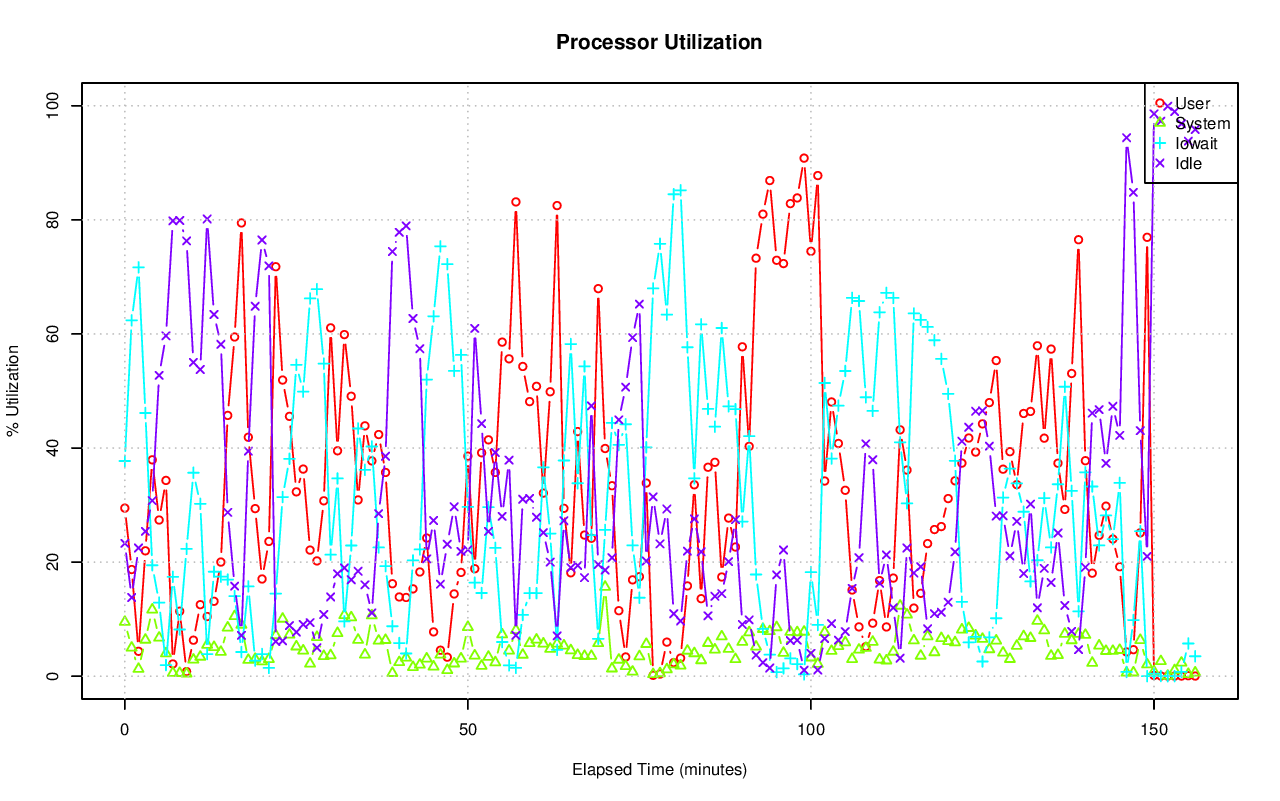 Processor Utilization
% Utilization
100
80
60
40
20
0
User
System
Iowait
Idle
0
50
100
150
Elapsed Time (minutes)